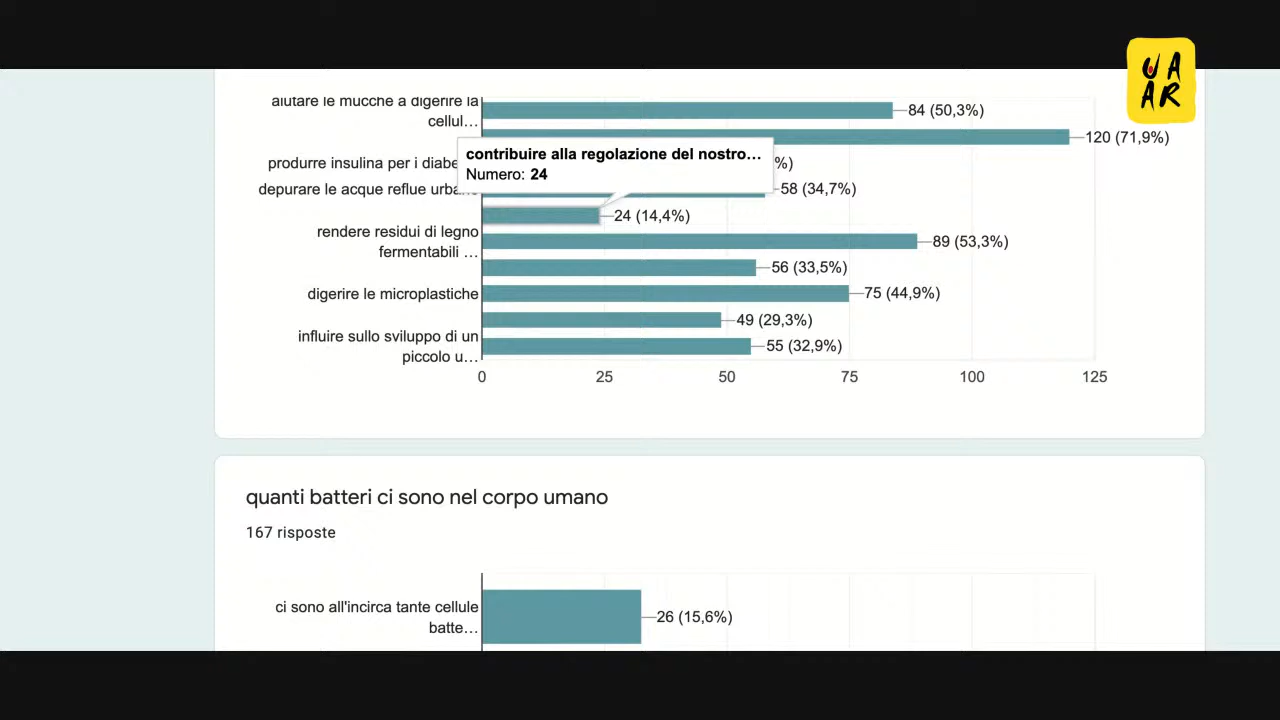 UAAR
aiutare le mucche a digerire la
cellul…
84 (50,3%)
120 (71,9%)
contribuire alla regolazione del nostro…
Numero: 24
produrre insulina per i diabe
%)
depurare le acque reflue urbane
58 (34,7%)
24 (14,4%)
rendere residui di legno
fermentabili …
89 (53,3%)
56 (33,5%)
digerire le microplastiche
75 (44,9%)
49 (29,3%)
influire sullo sviluppo di un
piccolo u…
55 (32,9%)
0 25 50 75 100 125
quanti batteri ci sono nel corpo umano
167 risposte
ci sono all'incirca tante cellule
batte…
26 (15,6%)